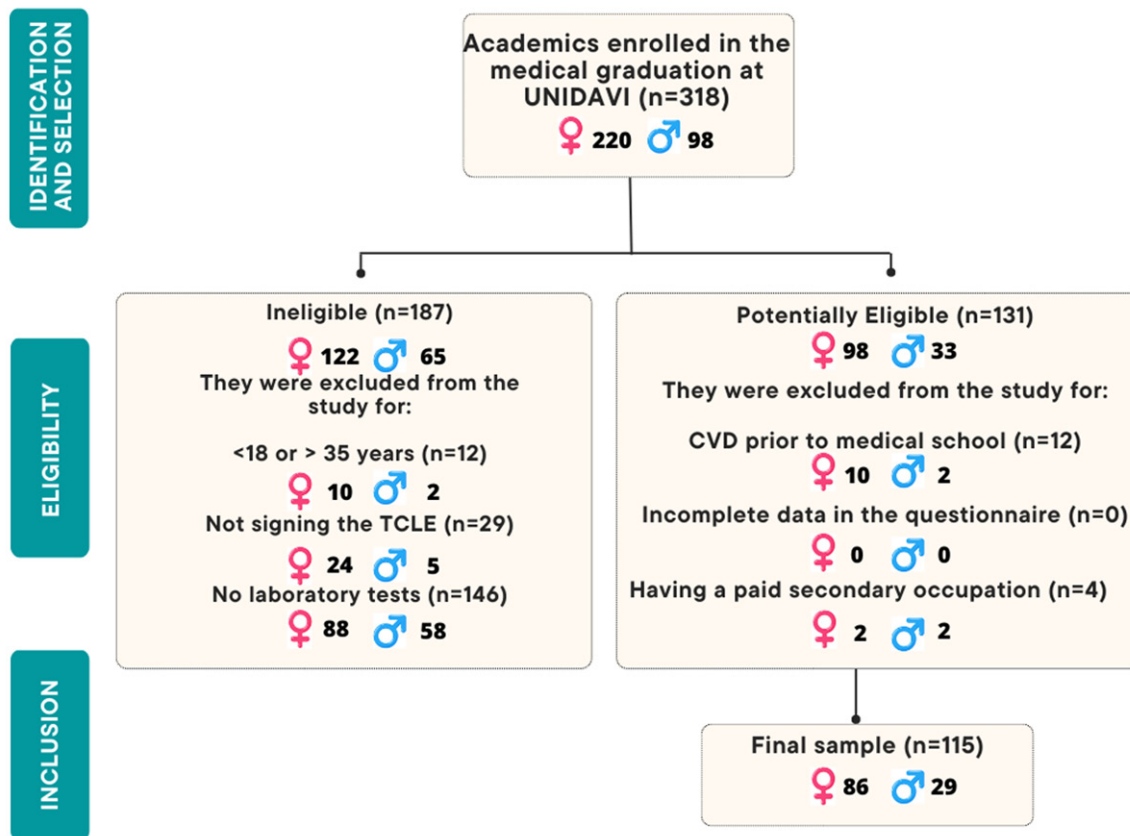 IDENTIFICATION
AND SELECTION
Academics enrolled in the
medical graduation at
UNIDAVI (n=318)
220 98
ELIGIBILITY
Ineligible (n=187)
122 65
They were excluded from the
study for:
<18 or > 35 years (n=12)
10 2
Not signing the TCLE (n=29)
24 5
No laboratory tests (n=146)
88 58
Potentially Eligible (n=131)
98 33
They were excluded from the study for:
CVD prior to medical school (n=12)
10 2
Incomplete data in the questionnaire (n=0)
0 0
Having a paid secondary occupation (n=4)
2 2
INCLUSION
Final sample (n=115)
86 29